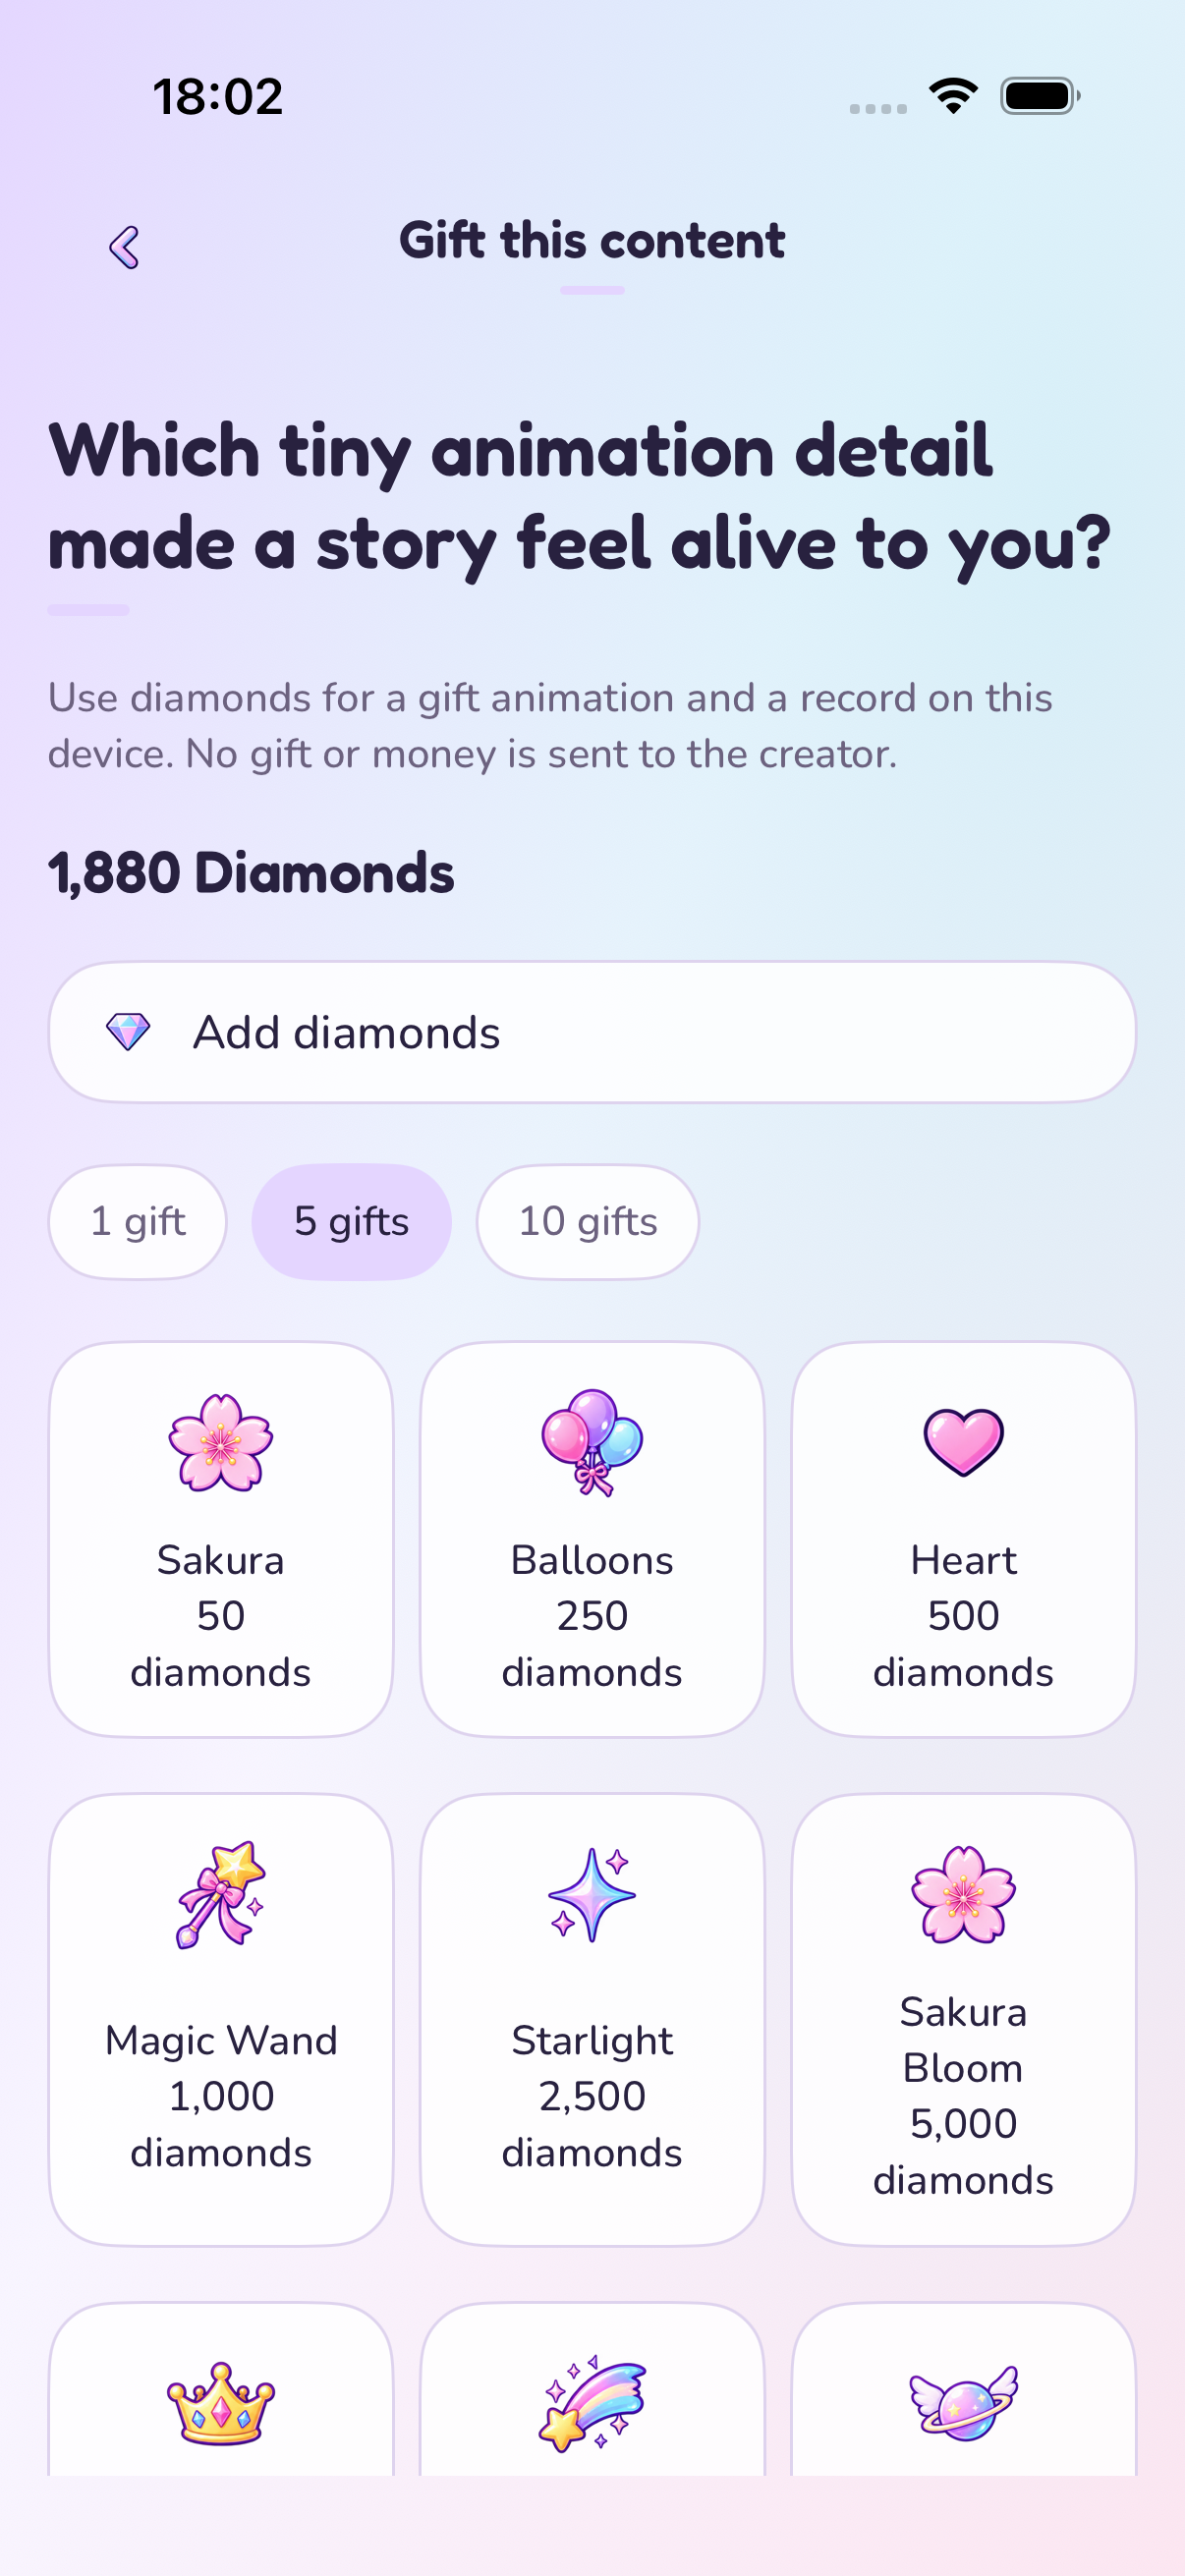 18:02
Gift this content
Which tiny animation detail
made a story feel alive to you?
Use diamonds for a gift animation and a record on this
device. No gift or money is sent to the creator.
1,880 Diamonds
Add diamonds
1 gift
5 gifts
10 gifts
Sakura
50
diamonds
Balloons
250
diamonds
Heart
500
diamonds
Magic Wand
1,000
diamonds
Starlight
2,500
diamonds
Sakura
Bloom
5,000
diamonds